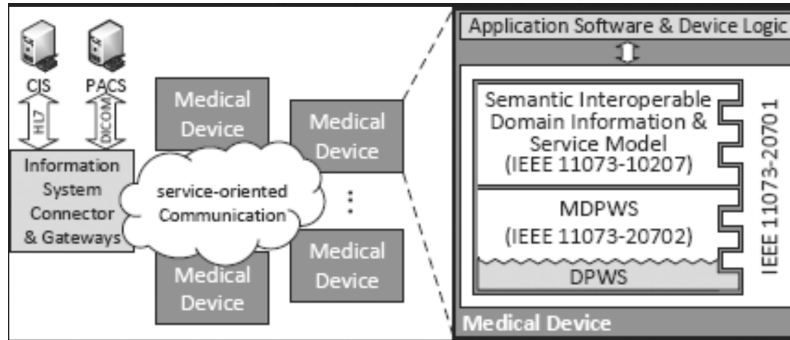 CIS
PACS
HL7
DICOM
Information
System
Connector
& Gateways
Medical
Device
Medical
Device
service-oriented
Communication
...
Medical
Device
Medical
Device
Application Software & Device Logic
Semantic Interoperable
Domain Information &
Service Model
(IEEE 11073-10207)
MDPWS
(IEEE 11073-20702)
DPWS
IEEE 11073-20701
Medical Device